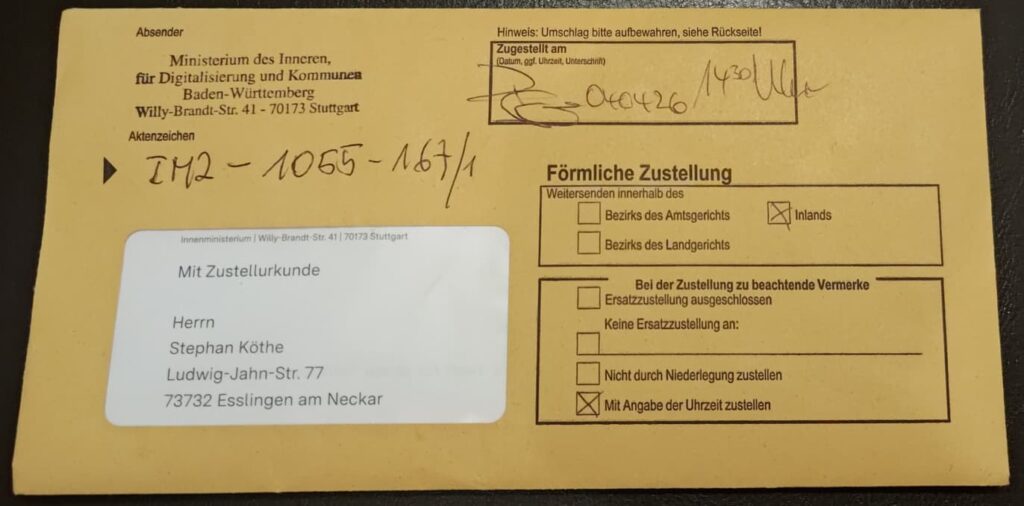 Absender
Ministerium des Inneren,
für Digitalisierung und Kommunen
Baden-Württemberg
Willy-Brandt-Str. 41 - 70173 Stuttgart
Aktenzeichen
IM2 - 1055 - 167/1
Hinweis: Umschlag bitte aufbewahren, siehe Rückseite!
Zugestellt am
(Datum, ggf. Uhrzeit, Unterschrift)
040426 1430 Uhr
Förmliche Zustellung
Weitersenden innerhalb des
Bezirks des Amtsgerichts
Inlands
Bezirks des Landgerichts
Bei der Zustellung zu beachtende Vermerke
Ersatzzustellung ausgeschlossen
Keine Ersatzzustellung an:
Nicht durch Niederlegung zustellen
Mit Angabe der Uhrzeit zustellen
Innenministerium | Willy-Brandt-Str. 41 | 70173 Stuttgart
Mit Zustellurkunde
Herrn
Stephan Köthe
Ludwig-Jahn-Str. 77
73732 Esslingen am Neckar